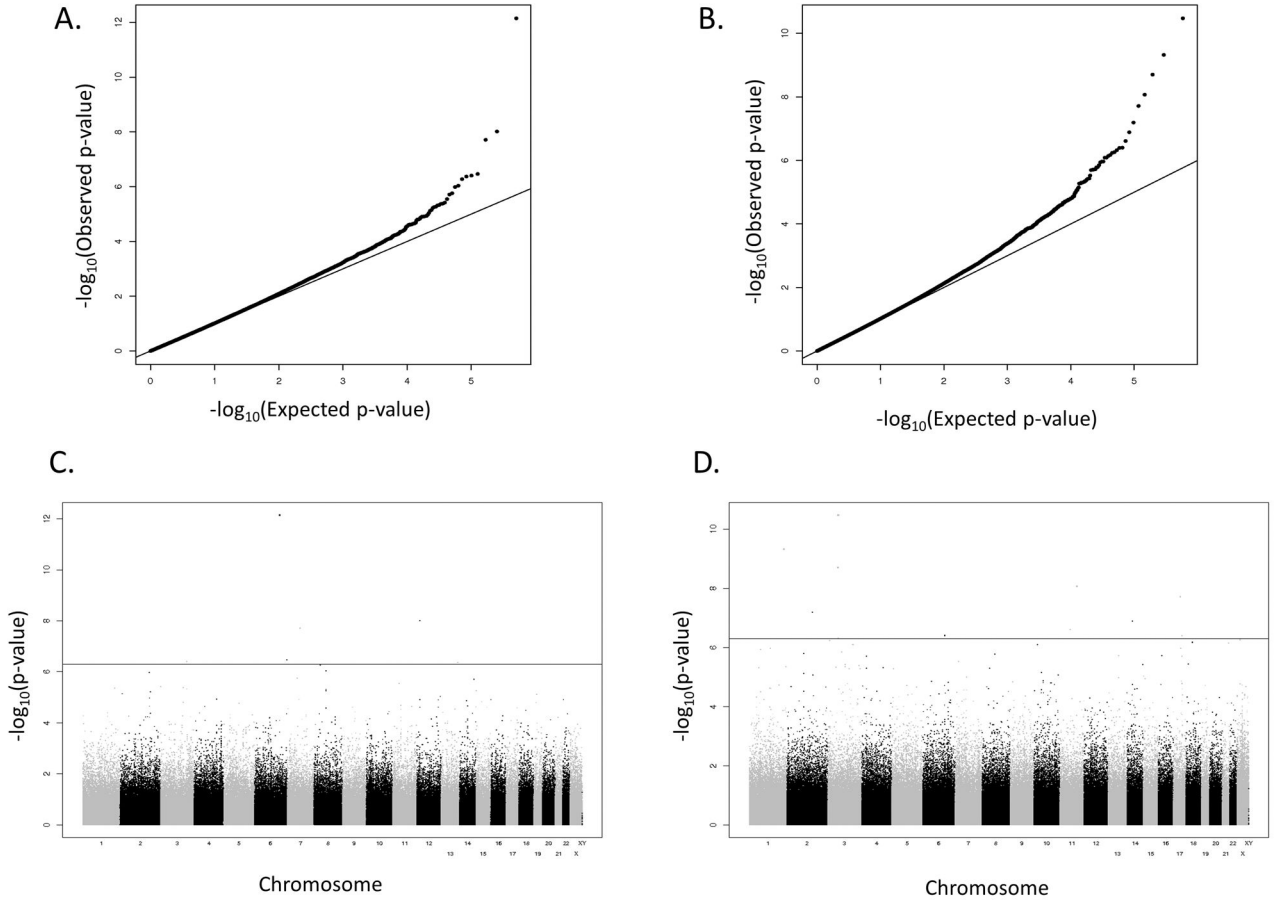 A.
B.
-log10(Observed p-value)
12
10
8
6
4
2
0
0 1 2 3 4 5
-log10(Expected p-value)
-log10(Observed p-value)
10
8
6
4
2
0
0 1 2 3 4 5
-log10(Expected p-value)
C.
D.
-log10(p-value)
12
10
8
6
4
2
0
1 2 3 4 5 6 7 8 9 10 11 12 14 16 18 20 22 XY
13 15 17 19 21 X
Chromosome
-log10(p-value)
10
8
6
4
2
0
1 2 3 4 5 6 7 8 9 10 11 12 14 16 18 20 22 XY
13 15 17 19 21 X
Chromosome